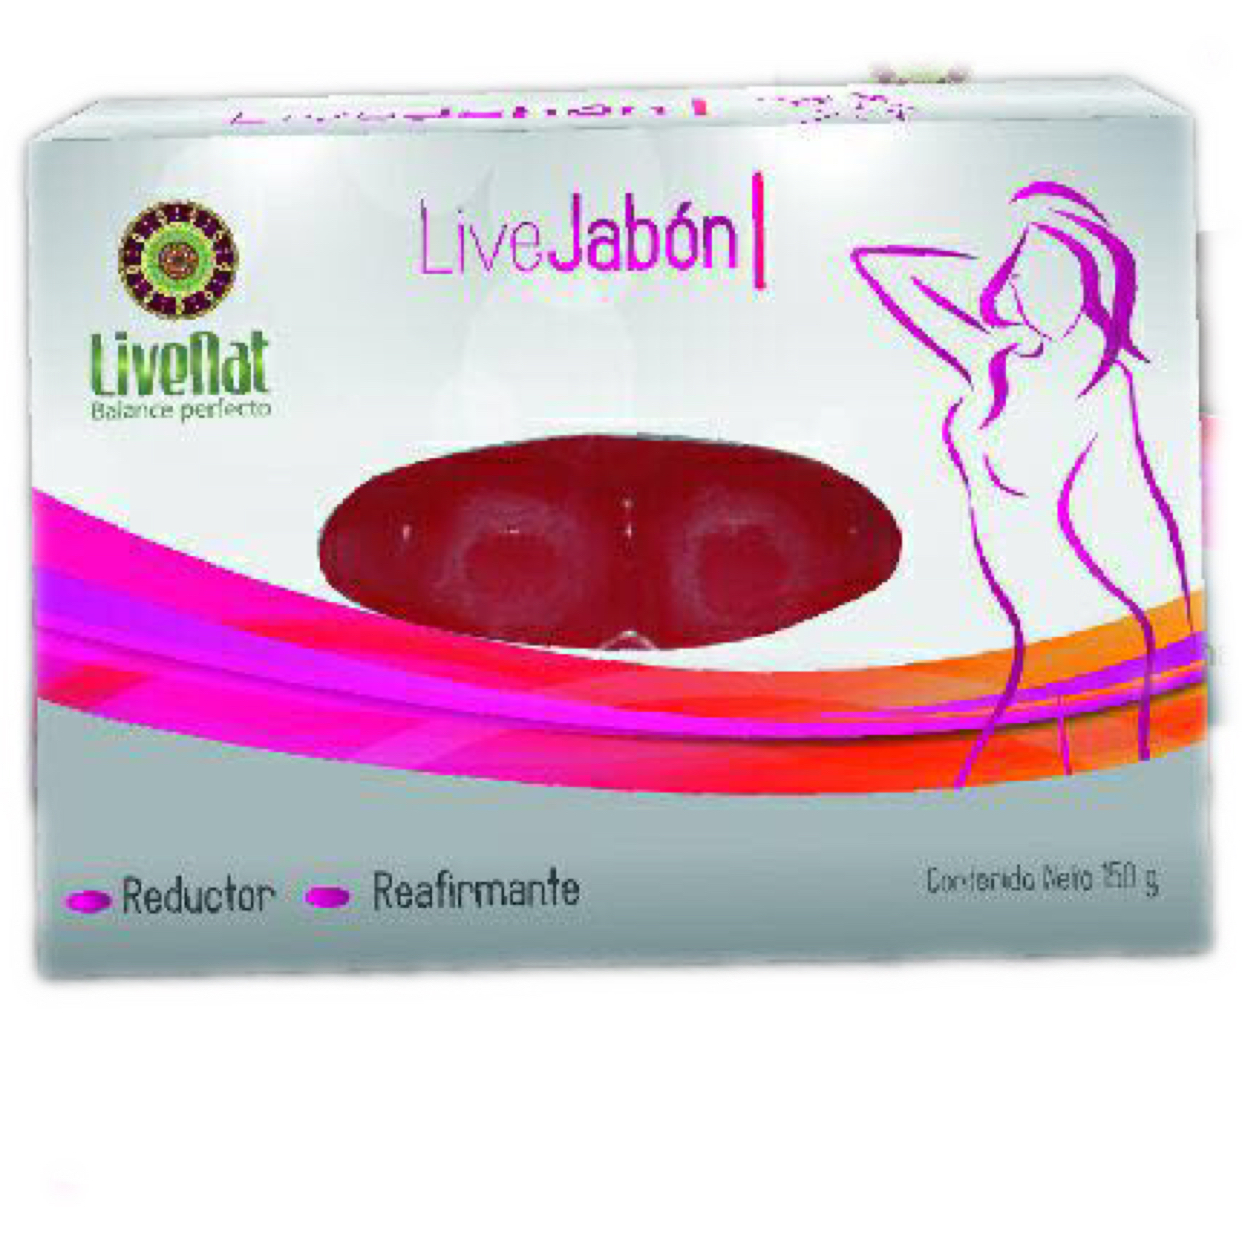 LiveJabón
LiveNat
Balance perfecto
Reductor Reafirmante
Contenido Neto 150 g